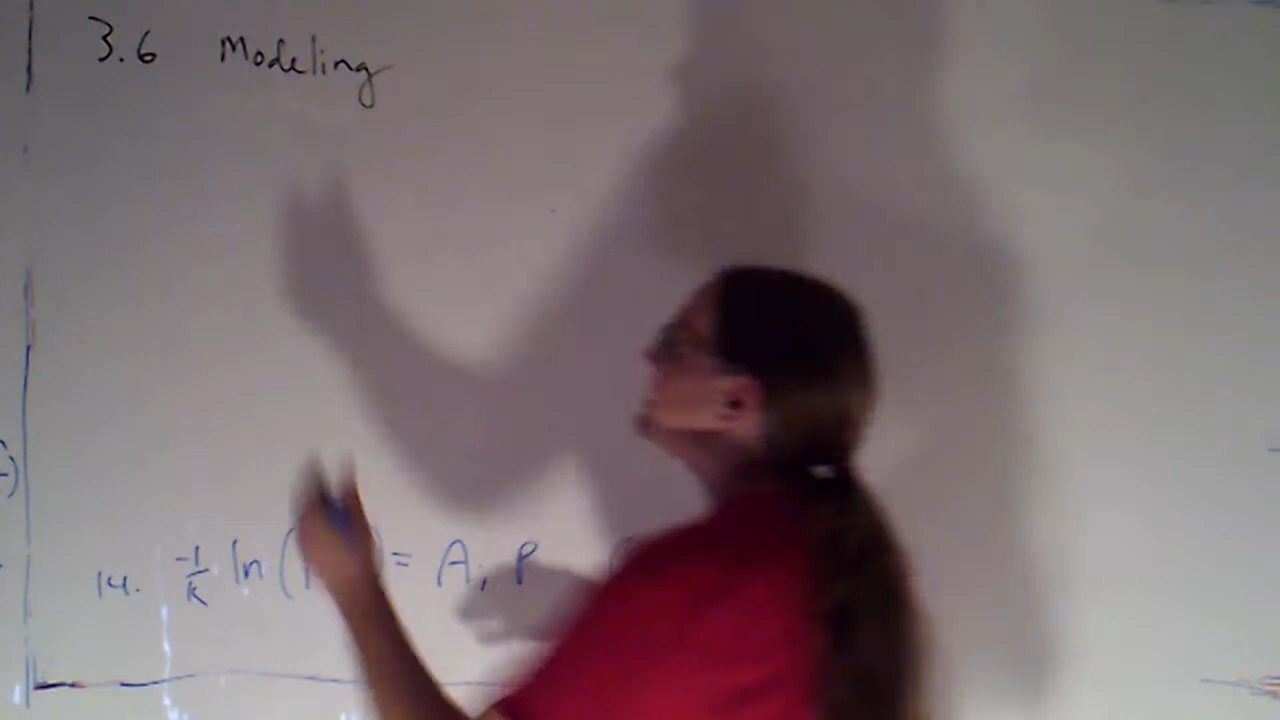 3.6 Modeling
14. -1/k ln ( ) = A, P